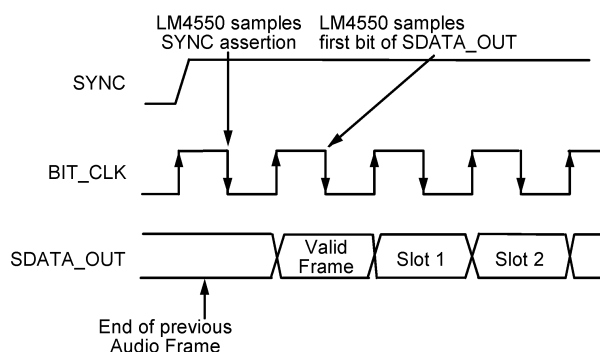 LM4550 samples
SYNC assertion
LM4550 samples
first bit of SDATA_OUT
SYNC
BIT_CLK
SDATA_OUT
Valid
Frame
Slot 1
Slot 2
End of previous
Audio Frame